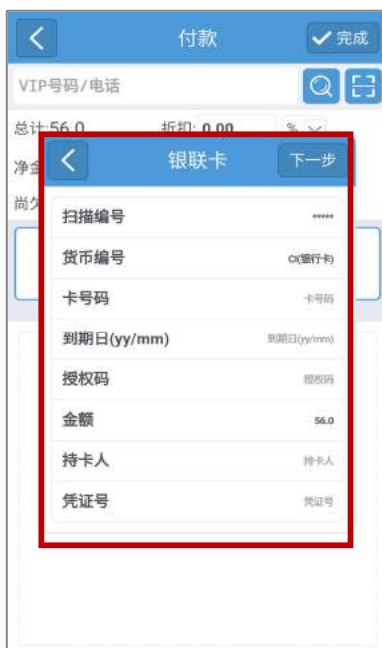 付款
完成
VIP号码/电话
总计:56.0 折扣: 0.00 %
净金
尚欠
银联卡
下一步
扫描编号 *****
货币编号 CI(银行卡)
卡号码 卡号码
到期日(yy/mm) 到期日(yy/mm)
授权码 授权码
金额 56.0
持卡人 持卡人
凭证号 凭证号